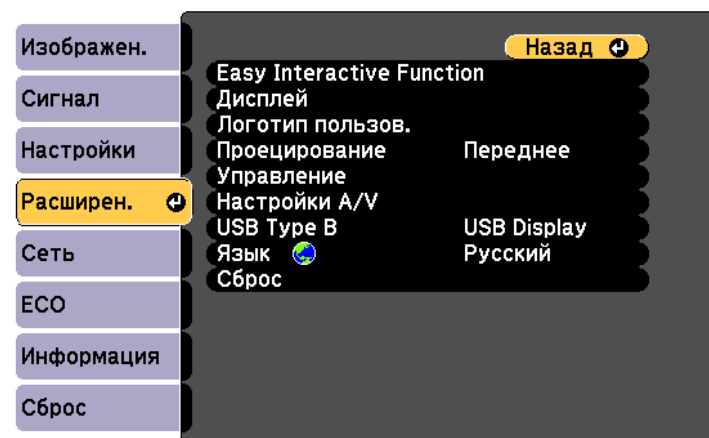 Изображен.
Сигнал
Настройки
Расширен.
Сеть
ECO
Информация
Сброс
Назад
Easy Interactive Function
Дисплей
Логотип пользов.
Проецирование Переднее
Управление
Настройки A/V
USB Type B USB Display
Язык Русский
Сброс